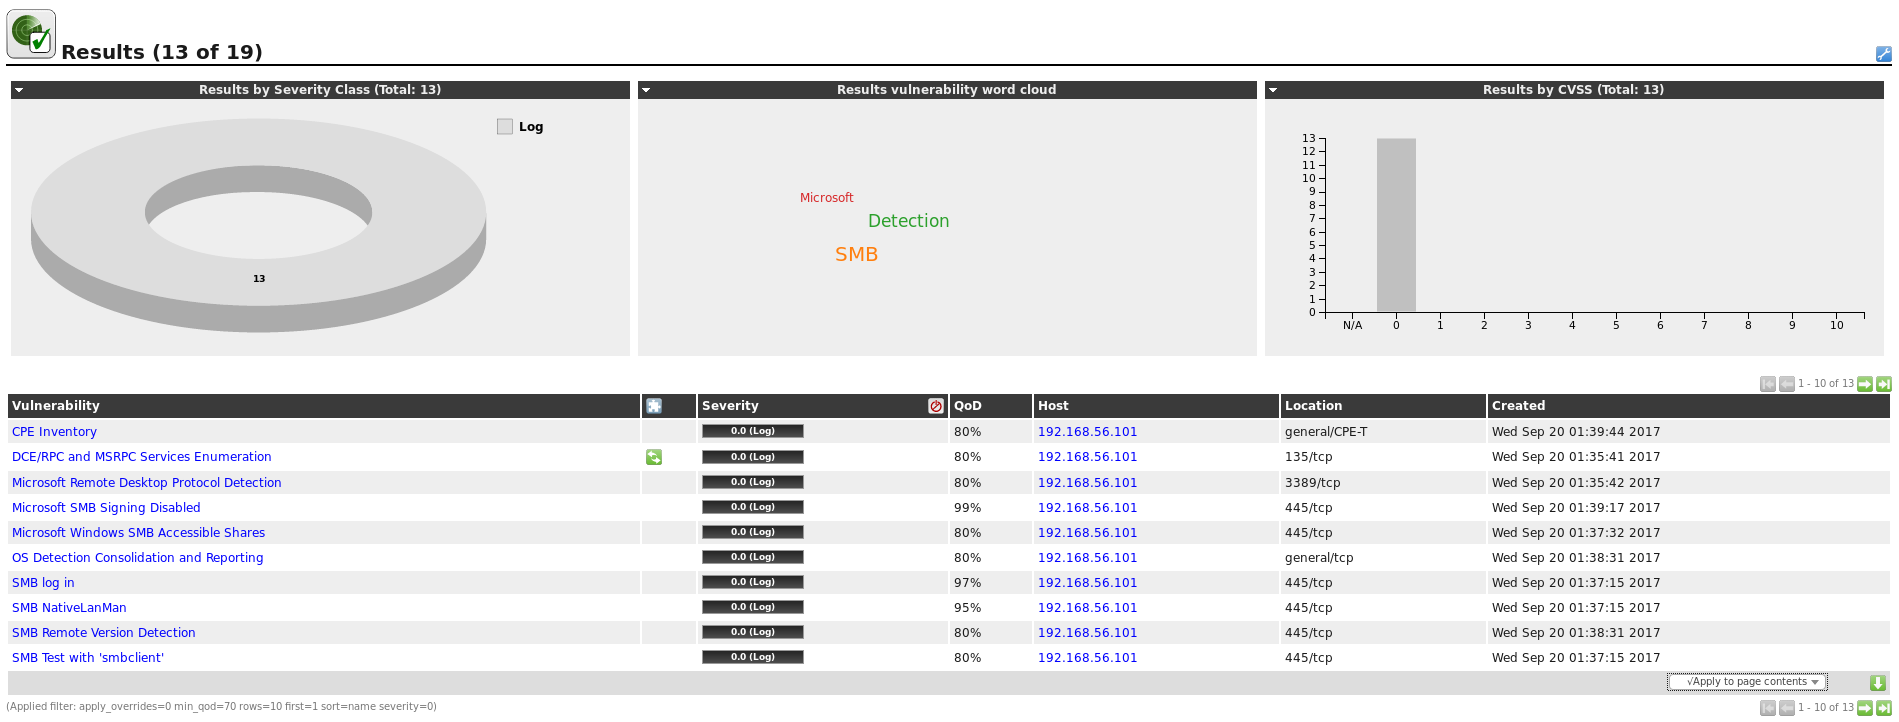 Results (13 of 19)
Results by Severity Class (Total: 13)
Log
13
Results vulnerability word cloud
Microsoft
Detection
SMB
Results by CVSS (Total: 13)
13
12
11
10
9
8
7
6
5
4
3
2
1
0
N/A 0 1 2 3 4 5 6 7 8 9 10
1 - 10 of 13
Vulnerability Severity QoD Host Location Created
CPE Inventory 0.0 (Log) 80% 192.168.56.101 general/CPE-T Wed Sep 20 01:39:44 2017
DCE/RPC and MSRPC Services Enumeration 0.0 (Log) 80% 192.168.56.101 135/tcp Wed Sep 20 01:35:41 2017
Microsoft Remote Desktop Protocol Detection 0.0 (Log) 80% 192.168.56.101 3389/tcp Wed Sep 20 01:35:42 2017
Microsoft SMB Signing Disabled 0.0 (Log) 99% 192.168.56.101 445/tcp Wed Sep 20 01:39:17 2017
Microsoft Windows SMB Accessible Shares 0.0 (Log) 80% 192.168.56.101 445/tcp Wed Sep 20 01:37:32 2017
OS Detection Consolidation and Reporting 0.0 (Log) 80% 192.168.56.101 general/tcp Wed Sep 20 01:38:31 2017
SMB log in 0.0 (Log) 97% 192.168.56.101 445/tcp Wed Sep 20 01:37:15 2017
SMB NativeLanMan 0.0 (Log) 95% 192.168.56.101 445/tcp Wed Sep 20 01:37:15 2017
SMB Remote Version Detection 0.0 (Log) 80% 192.168.56.101 445/tcp Wed Sep 20 01:38:31 2017
SMB Test with 'smbclient' 0.0 (Log) 80% 192.168.56.101 445/tcp Wed Sep 20 01:37:15 2017
√Apply to page contents
(Applied filter: apply_overrides=0 min_qod=70 rows=10 first=1 sort=name severity=0)
1 - 10 of 13